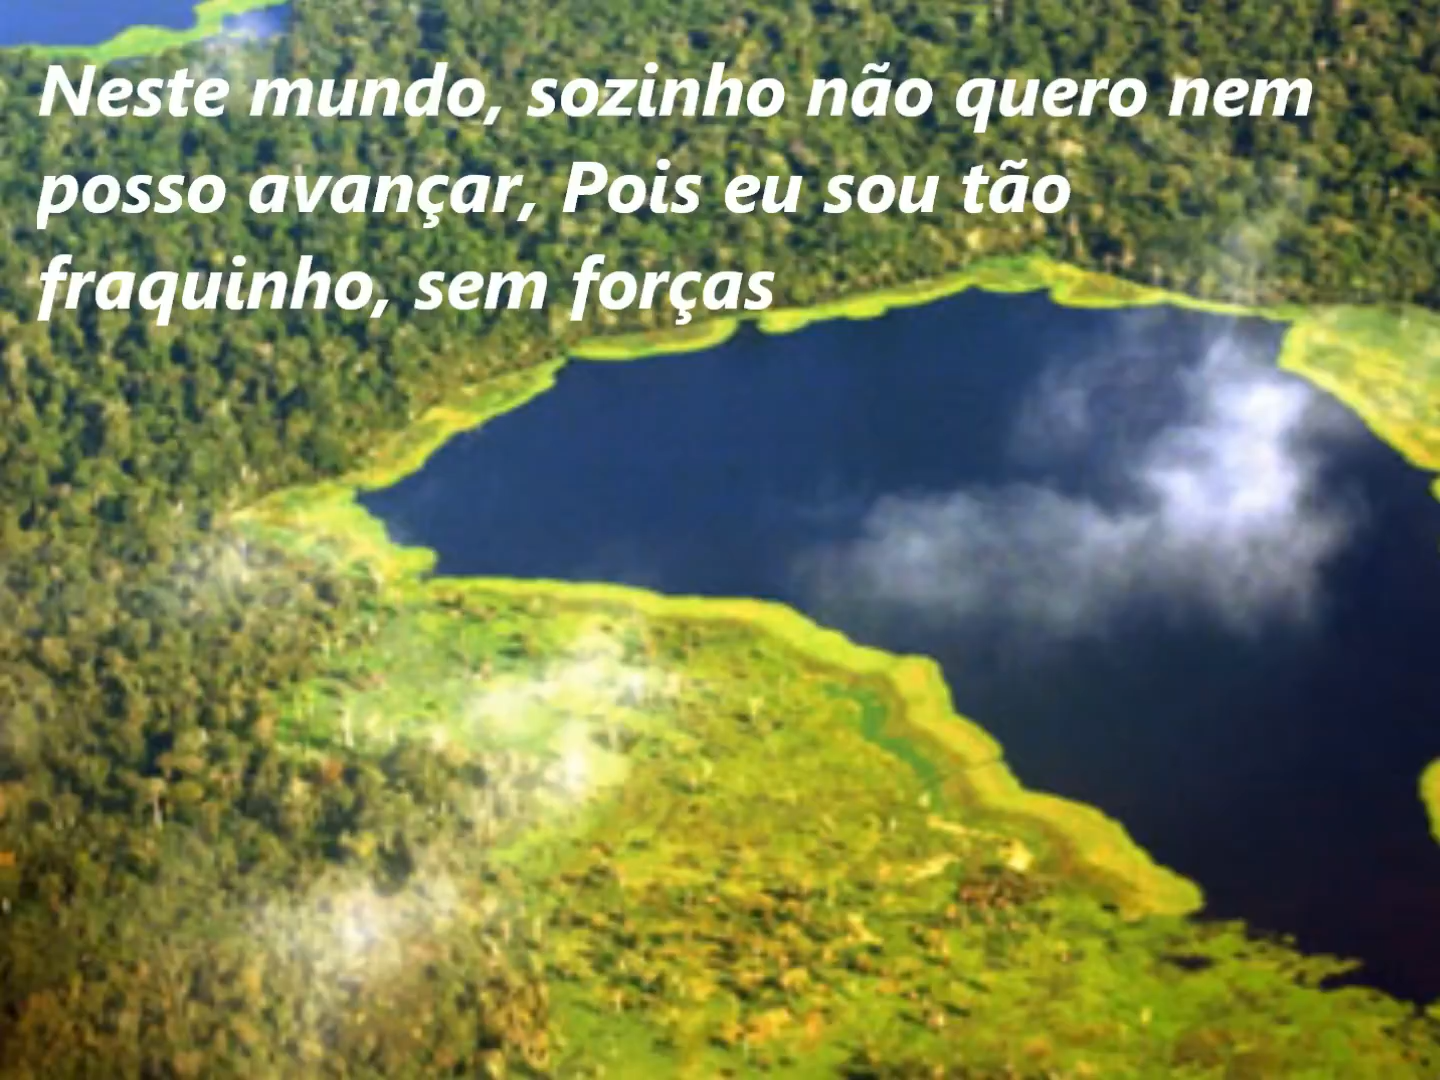 Neste mundo, sozinho não quero nem
posso avançar, Pois eu sou tão
fraquinho, sem forças